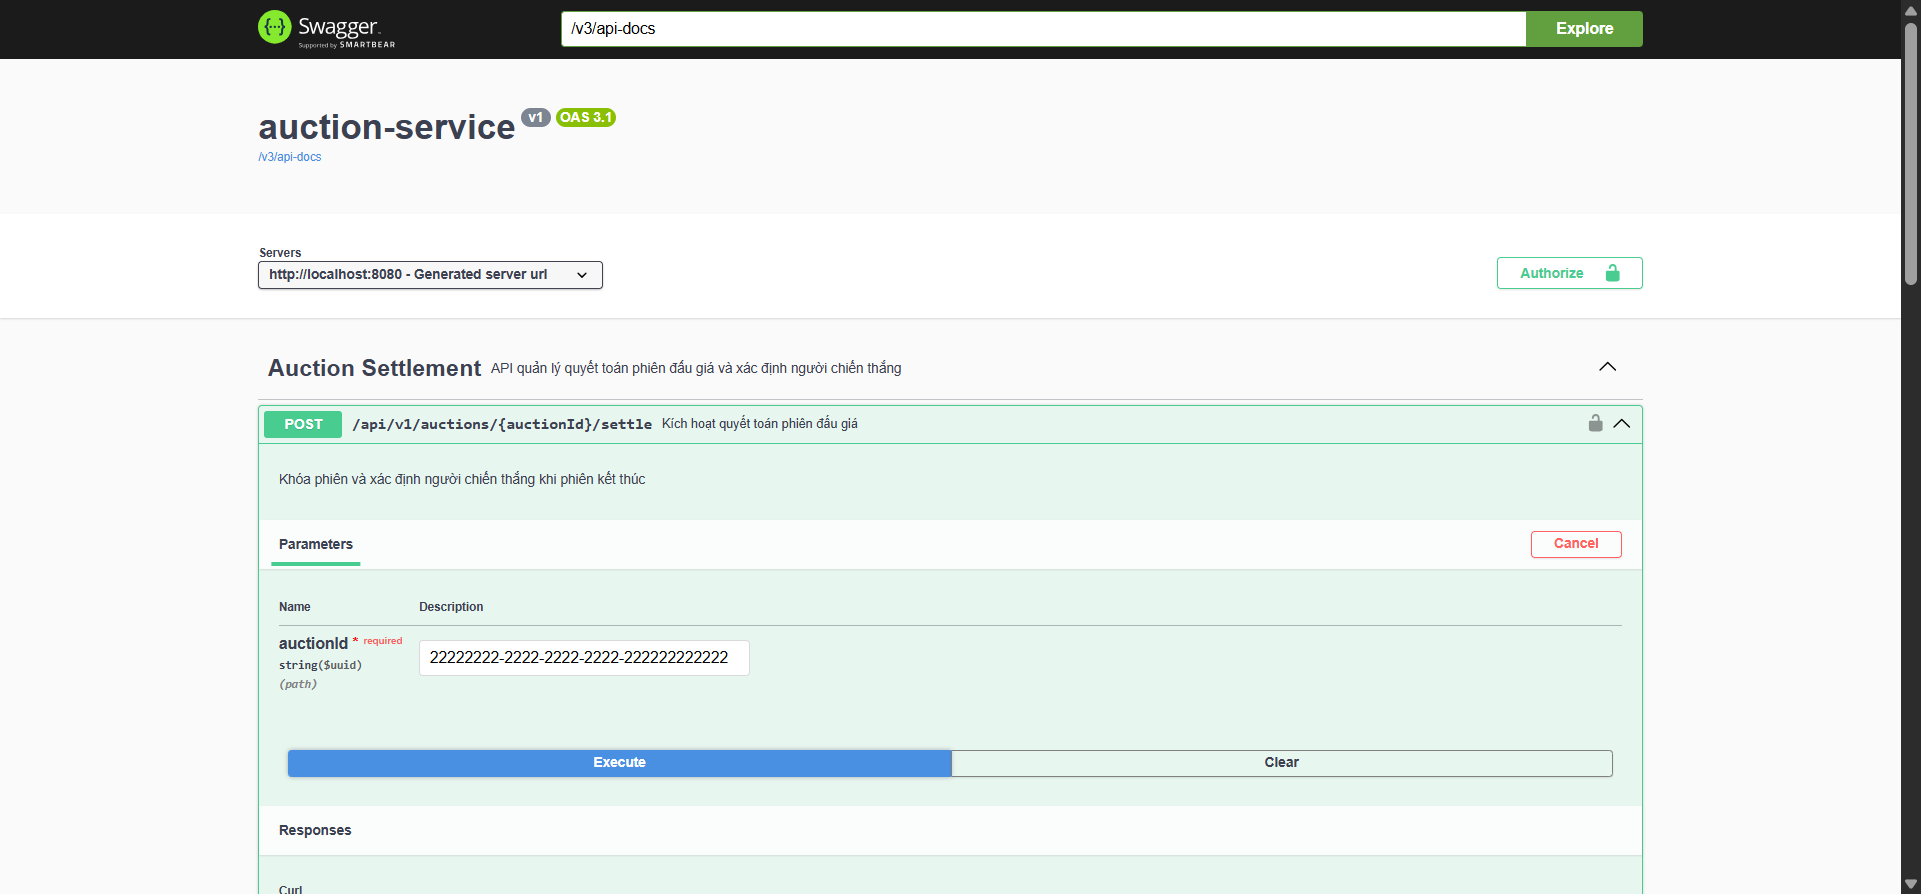 Swagger
Supported by SMARTBEAR
/v3/api-docs
Explore
auction-service v1 OAS 3.1
/v3/api-docs
Servers
http://localhost:8080 - Generated server url
Authorize
Auction Settlement API quản lý quyết toán phiên đấu giá và xác định người chiến thắng
POST /api/v1/auctions/{auctionId}/settle Kích hoạt quyết toán phiên đấu giá
Khóa phiên và xác định người chiến thắng khi phiên kết thúc
Parameters
Cancel
Name Description
auctionId * required
string($uuid)
(path)
22222222-2222-2222-2222-222222222222
Execute Clear
Responses
Curl